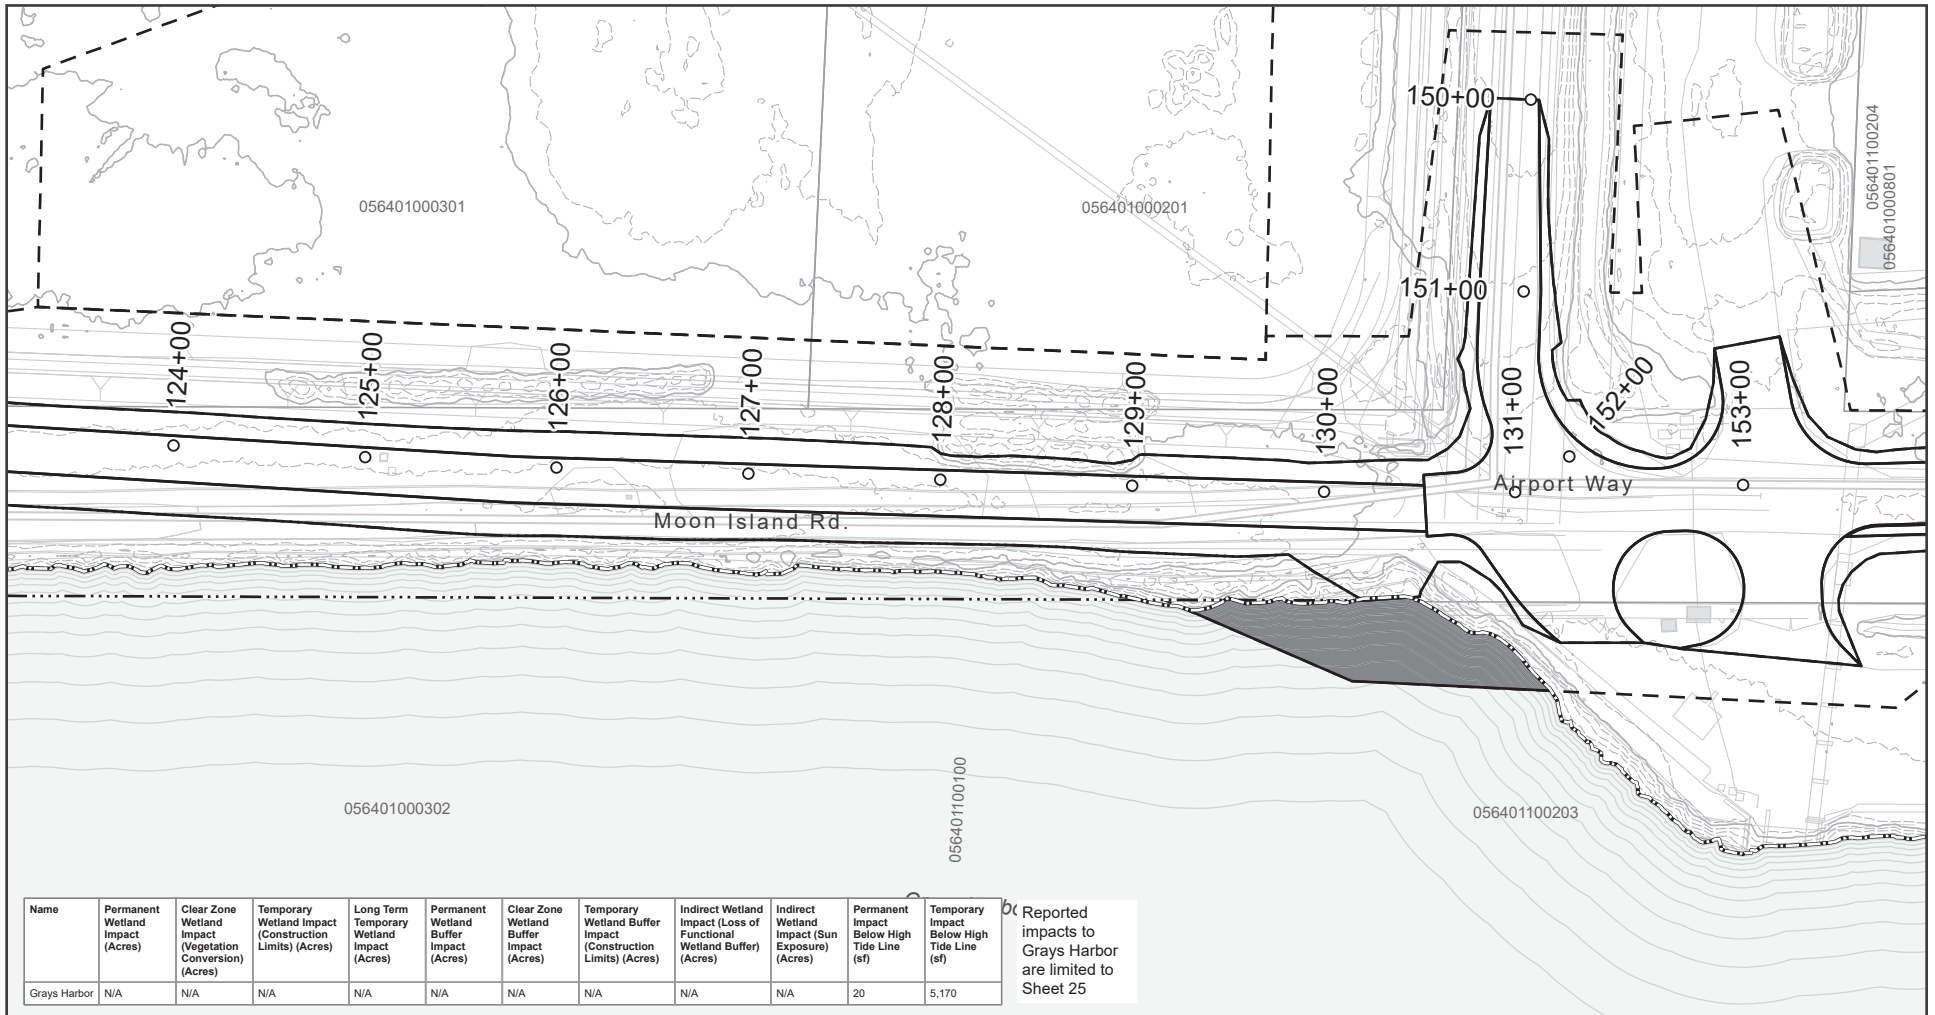 150+00
056401100204
056401000801
056401000301
056401000201
151+00
124+00
125+00
126+00
127+00
128+00
129+00
130+00
131+00
152+00
153+00
Airport Way
Moon Island Rd.
056401000302
056401100100
056401100203
Name
Permanent
Wetland
Impact
(Acres)
Clear Zone
Wetland
Impact
(Vegetation
Conversion)
(Acres)
Temporary
Wetland Impact
(Construction
Limits) (Acres)
Long Term
Temporary
Wetland
Impact
(Acres)
Permanent
Wetland
Buffer
Impact
(Acres)
Clear Zone
Wetland
Buffer
Impact
(Acres)
Temporary
Wetland Buffer
Impact
(Construction
Limits) (Acres)
Indirect Wetland
Impact (Loss of
Functional
Wetland Buffer)
(Acres)
Indirect
Wetland
Impact (Sun
Exposure)
(Acres)
Permanent
Impact
Below High
Tide Line
(sf)
Temporary
Impact
Below High
Tide Line
(sf)
Grays Harbor N/A N/A N/A N/A N/A N/A N/A N/A N/A 20 5,170
Reported
impacts to
Grays Harbor
are limited to
Sheet 25